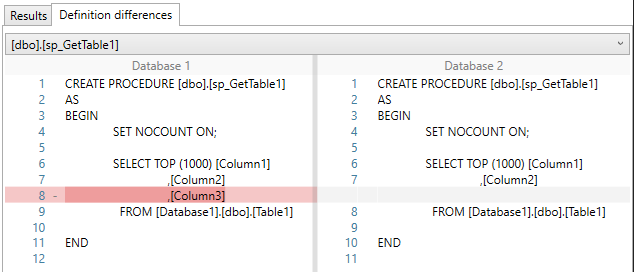 Results Definition differences
[dbo].[sp_GetTable1]
Database 1
1 CREATE PROCEDURE [dbo].[sp_GetTable1]
2 AS
3 BEGIN
4 SET NOCOUNT ON;
5
6 SELECT TOP (1000) [Column1]
7 ,[Column2]
8 - ,[Column3]
9 FROM [Database1].[dbo].[Table1]
10
11 END
12
Database 2
1 CREATE PROCEDURE [dbo].[sp_GetTable1]
2 AS
3 BEGIN
4 SET NOCOUNT ON;
5
6 SELECT TOP (1000) [Column1]
7 ,[Column2]
8 FROM [Database1].[dbo].[Table1]
9
10 END
11